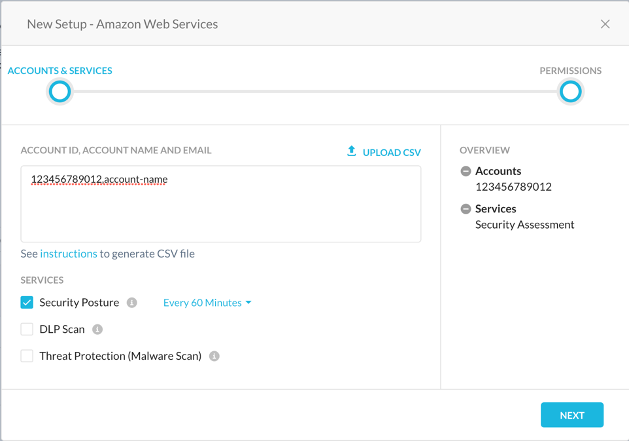 New Setup - Amazon Web Services
ACCOUNTS & SERVICES
PERMISSIONS
ACCOUNT ID, ACCOUNT NAME AND EMAIL
UPLOAD CSV
123456789012,account-name
See instructions to generate CSV file
SERVICES
Security Posture
Every 60 Minutes
DLP Scan
Threat Protection (Malware Scan)
OVERVIEW
Accounts
123456789012
Services
Security Assessment
NEXT